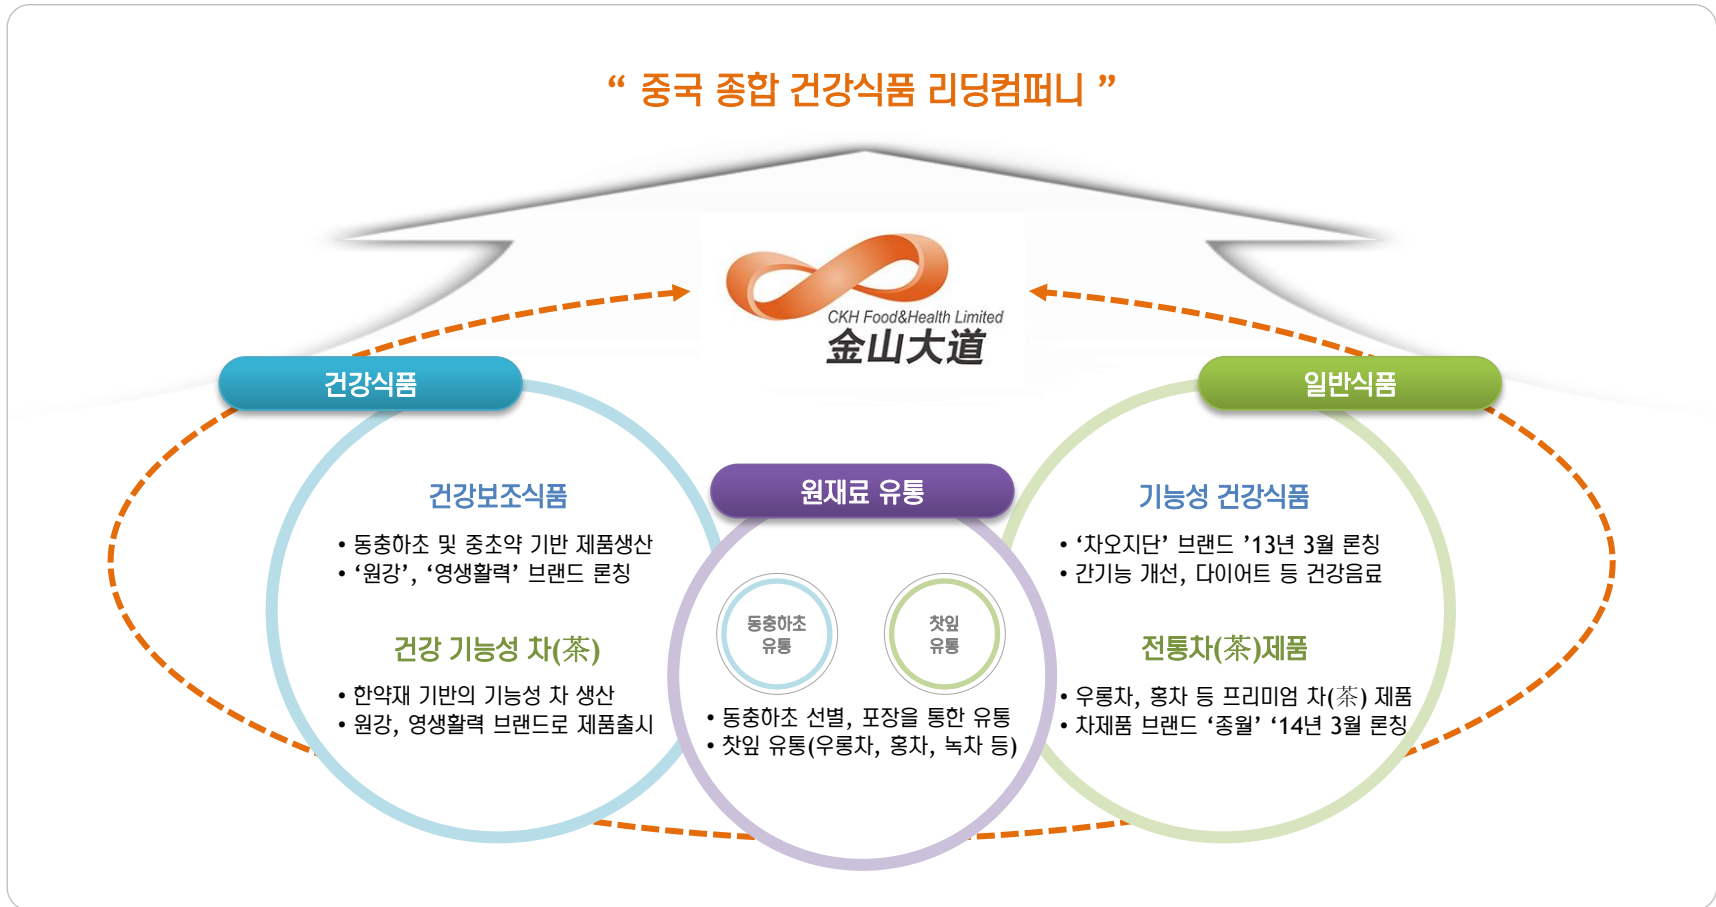 “ 중국 종합 건강식품 리딩컴퍼니 ”
CKH Food&Health Limited
金山大道
건강식품
건강보조식품
• 동충하초 및 중초약 기반 제품생산
• ‘원강’, ‘영생활력’ 브랜드 론칭
건강 기능성 차(茶)
• 한약재 기반의 기능성 차 생산
• 원강, 영생활력 브랜드로 제품출시
원재료 유통
동충하초
유통
찻잎
유통
• 동충하초 선별, 포장을 통한 유통
• 찻잎 유통(우롱차, 홍차, 녹차 등)
일반식품
기능성 건강식품
• ‘차오지단’ 브랜드 ’13년 3월 론칭
• 간기능 개선, 다이어트 등 건강음료
전통차(茶)제품
• 우롱차, 홍차 등 프리미엄 차(茶) 제품
• 차제품 브랜드 ‘종월’ ‘14년 3월 론칭